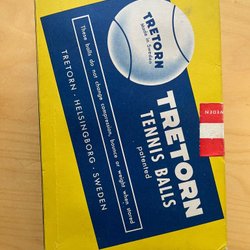 TRETORN
Made in Sweden
TRETORN
TENNIS BALLS
patented
These balls do not change compression, bounce or weight when stored
TRETORN · HELSINGBORG · SWEDEN
SWEDEN